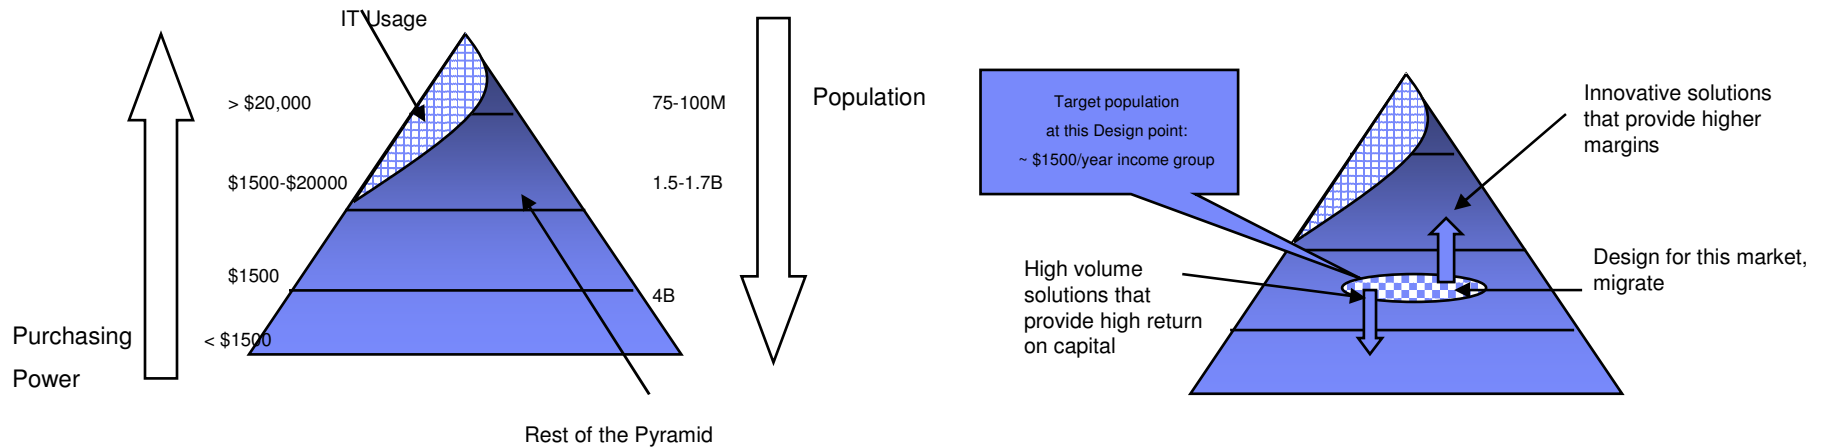 IT Usage
> $20,000
75-100M
Population
$1500-$20000
1.5-1.7B
$1500
4B
Purchasing
Power
< $1500
Rest of the Pyramid
Target population
at this Design point:
~ $1500/year income group
Innovative solutions
that provide higher
margins
High volume
solutions that
provide high return
on capital
Design for this market,
migrate